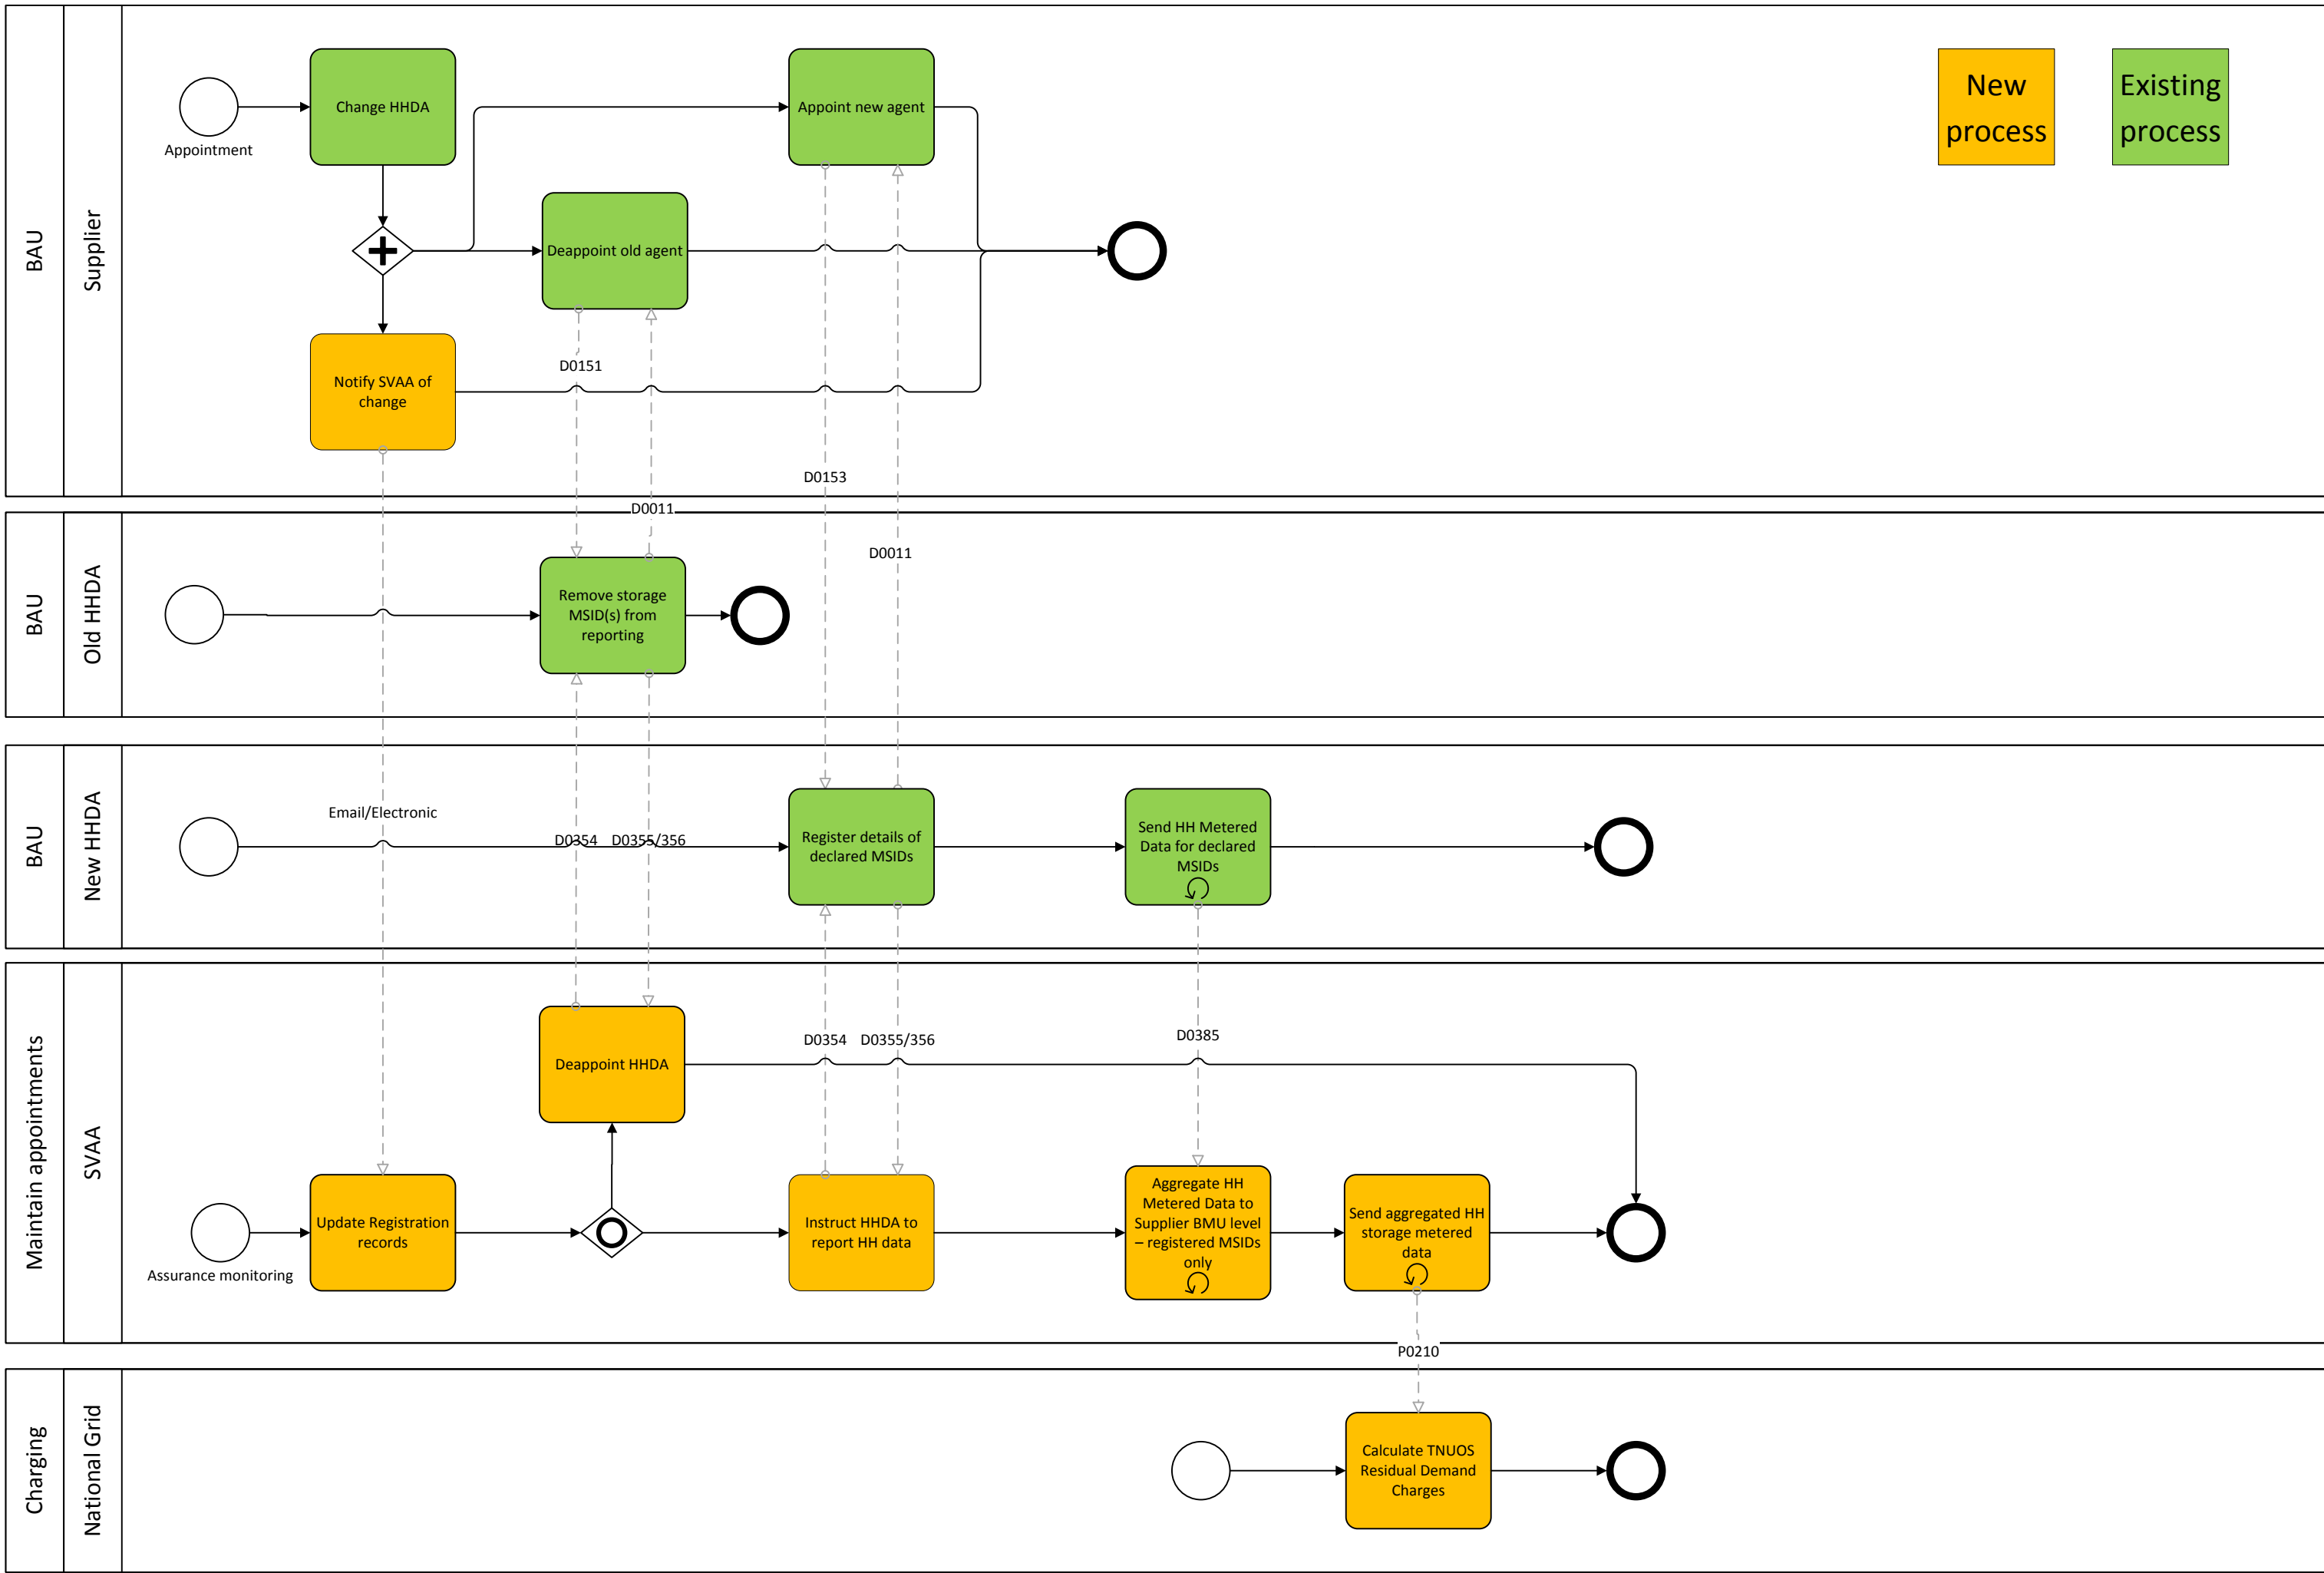 BAU
Supplier
Appointment
Change HHDA
Appoint new agent
Deappoint old agent
Notify SVAA of
change
New
process
Existing
process
D0151
D0153
D0011
D0011
BAU
Old HHDA
Remove storage
MSID(s) from
reporting
BAU
New HHDA
Email/Electronic
D0354
D0355/356
Register details of
declared MSIDs
Send HH Metered
Data for declared
MSIDs
Maintain appointments
SVAA
Deappoint HHDA
D0354
D0355/356
D0385
Assurance monitoring
Update Registration
records
Instruct HHDA to
report HH data
Aggregate HH
Metered Data to
Supplier BMU level
– registered MSIDs
only
Send aggregated HH
storage metered
data
P0210
Charging
National Grid
Calculate TNUOS
Residual Demand
Charges